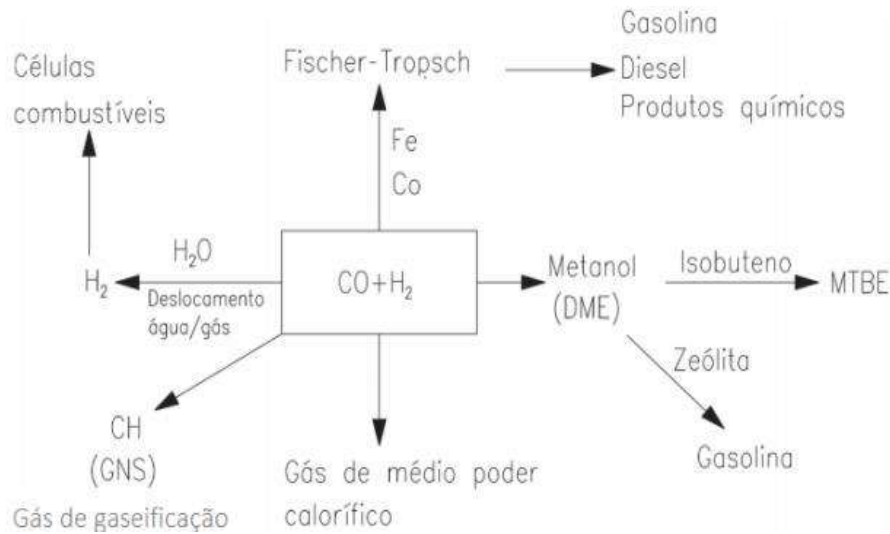 Células
combustíveis
Fischer-Tropsch
Gasolina
Diesel
Produtos químicos
Fe
Co
H₂O
H₂
Deslocamento
água/gás
CO+H₂
Metanol
(DME)
Isobuteno
MTBE
Zeólita
Gasolina
CH
(GNS)
Gás de gaseificação
Gás de médio poder
calorífico